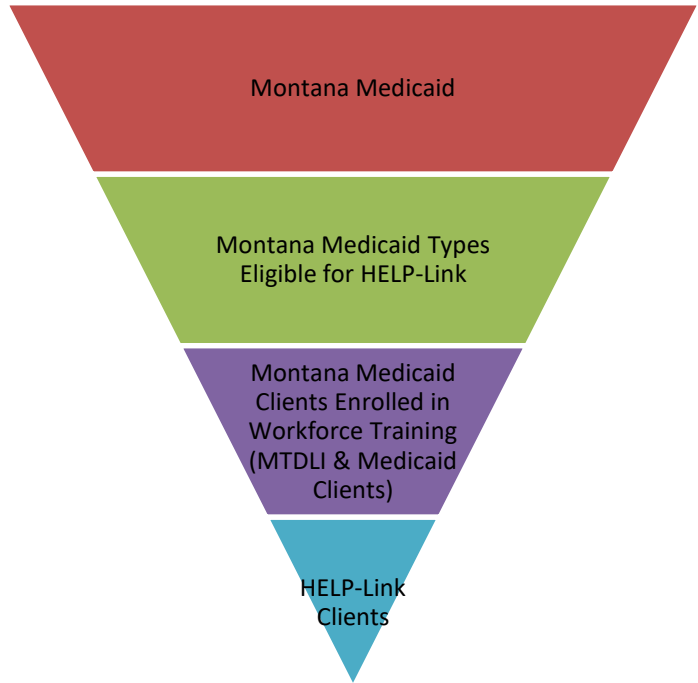 Montana Medicaid
Montana Medicaid Types
Eligible for HELP-Link
Montana Medicaid
Clients Enrolled in
Workforce Training
(MTDLI & Medicaid
Clients)
HELP-Link
Clients